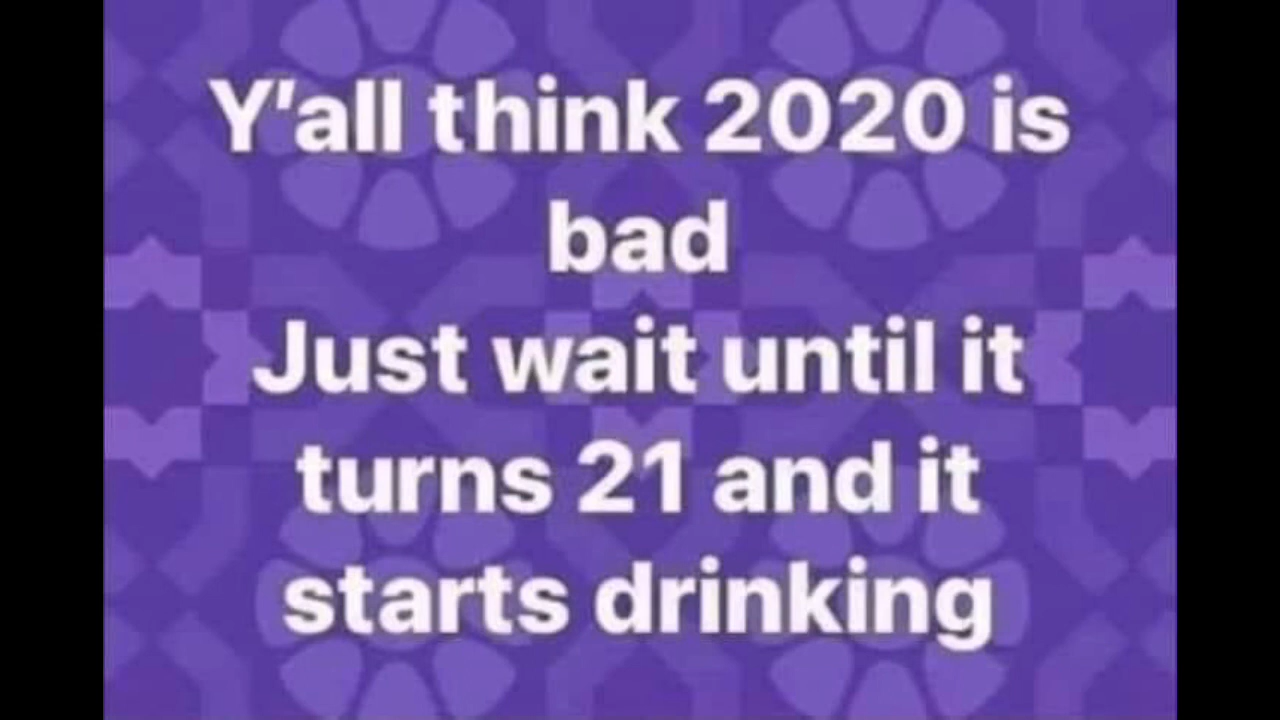 Y'all think 2020 is
bad
Just wait until it
turns 21 and it
starts drinking